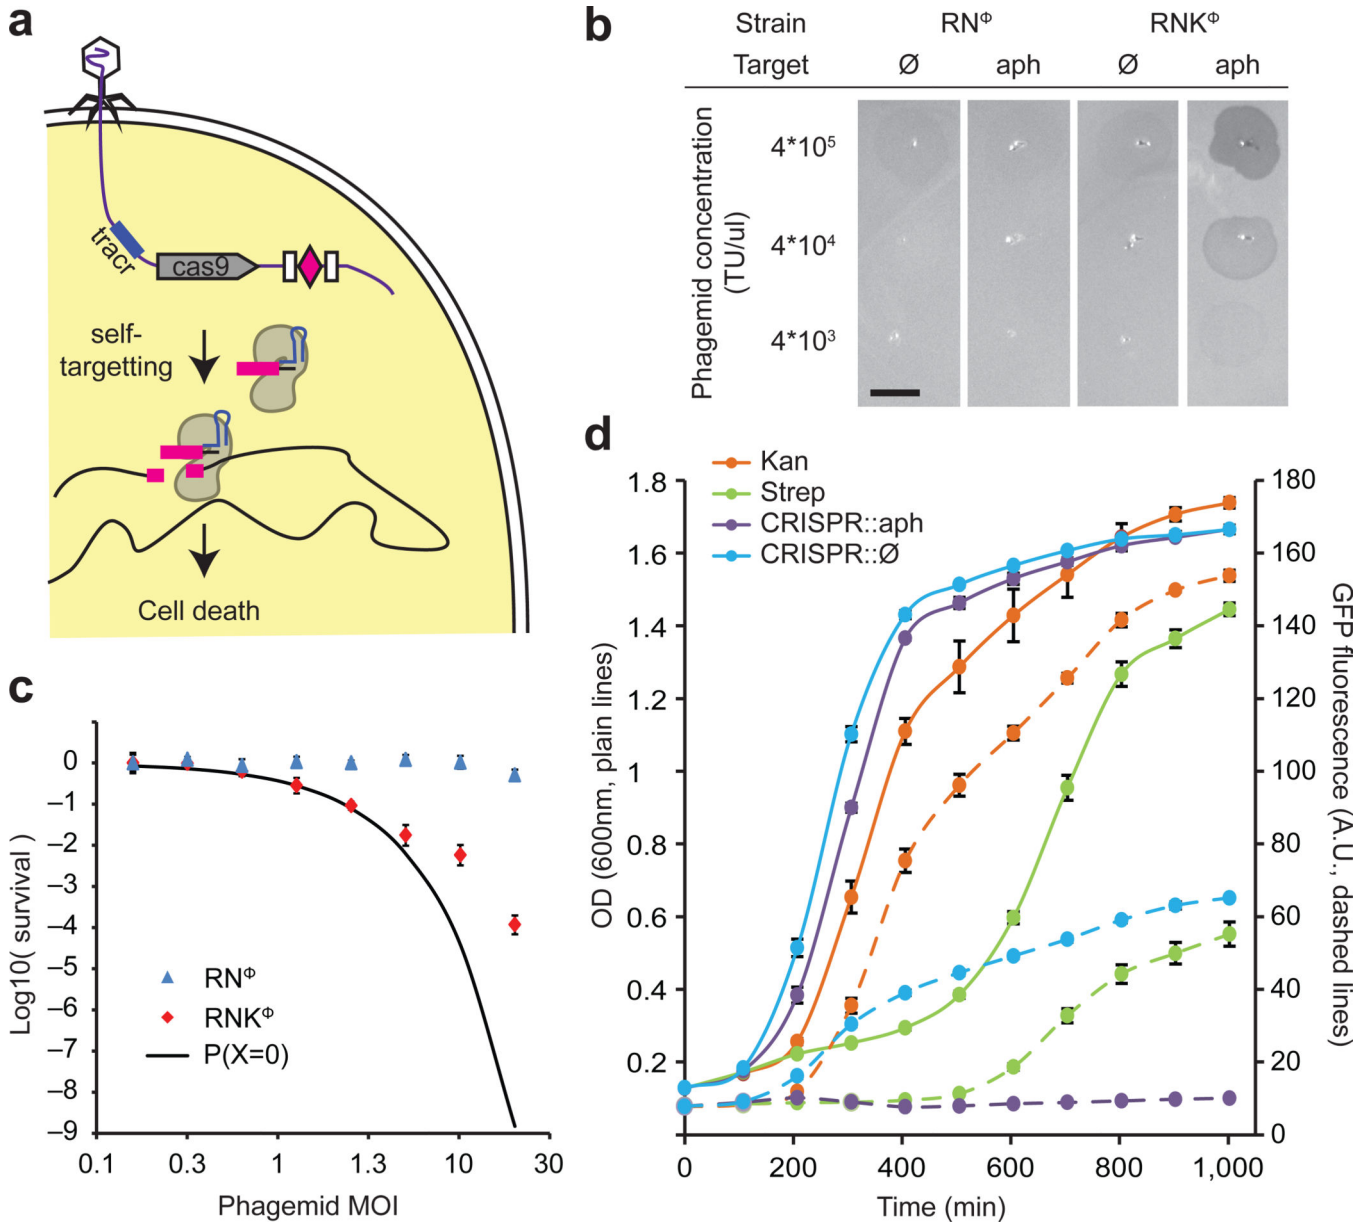 a
tracr
cas9
self-
targetting
Cell death
b
Strain RNΦ RNKΦ
Target Ø aph Ø aph
Phagemid concentration
(TU/ul)
4*10⁵
4*10⁴
4*10³
c
Log10( survival )
0
–1
–2
–3
–4
–5
–6
–7
–8
–9
RNΦ
RNKΦ
P(X=0)
0.1 0.3 1 1.3 10 30
Phagemid MOI
d
Kan
Strep
CRISPR::aph
CRISPR::Ø
OD (600nm, plain lines)
1.8
1.6
1.4
1.2
1
0.8
0.6
0.4
0.2
180
160
140
120
100
80
60
40
20
0
GFP fluorescence (A.U., dashed lines)
0 200 400 600 800 1,000
Time (min)